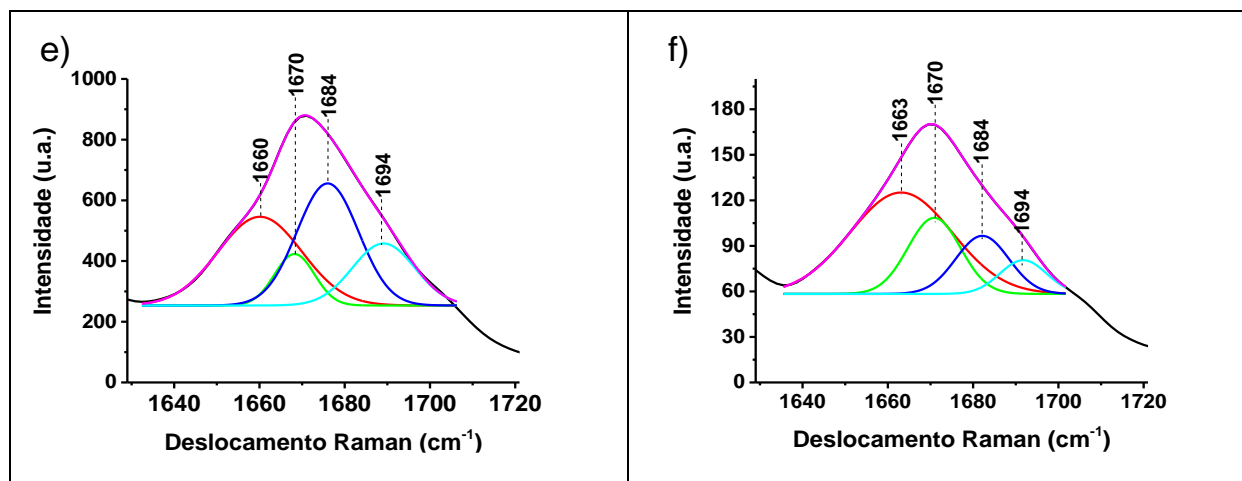 e)
Intensidade (u.a.)
1000
800
600
400
200
0
1660
1670
1684
1694
1640 1660 1680 1700 1720
Deslocamento Raman (cm⁻¹)
f)
Intensidade (u.a.)
180
150
120
90
60
30
0
1663
1670
1684
1694
1640 1660 1680 1700 1720
Deslocamento Raman (cm⁻¹)